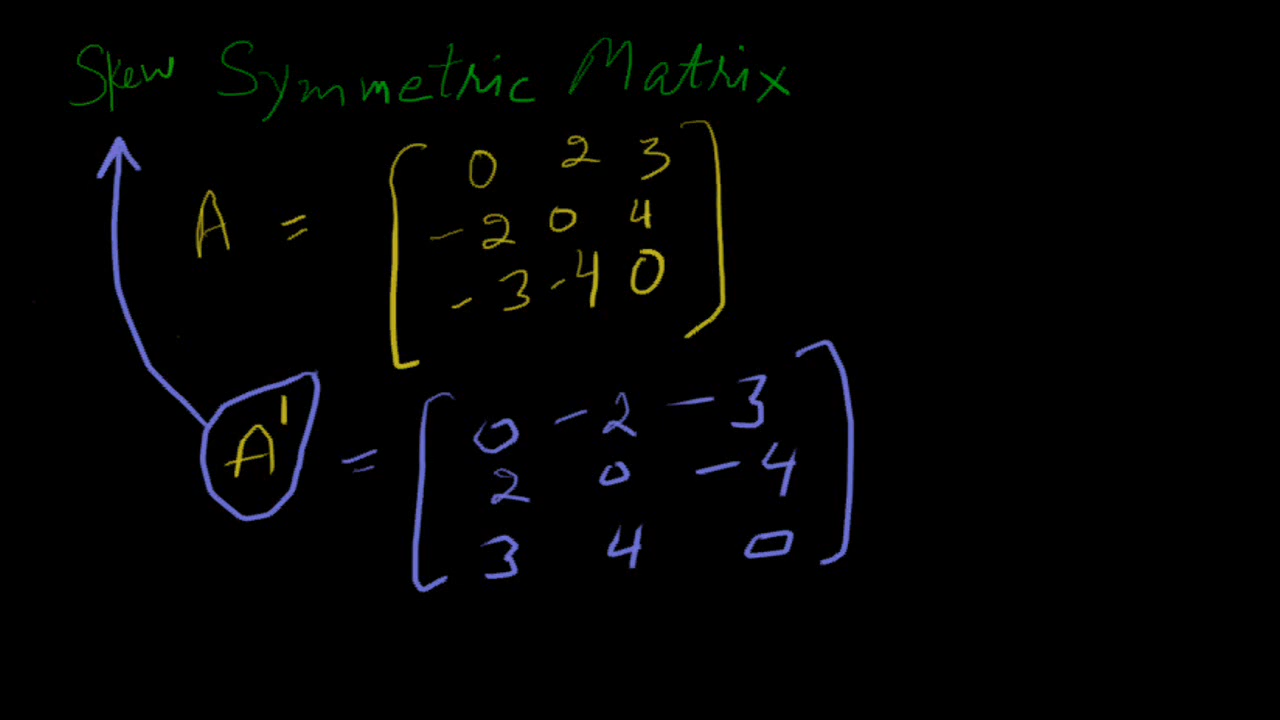 Skew Symmetric Matrix
0 2 3
A = -2 0 4
-3 -4 0
0 -2 -3
A' = 2 0 -4
3 4 0